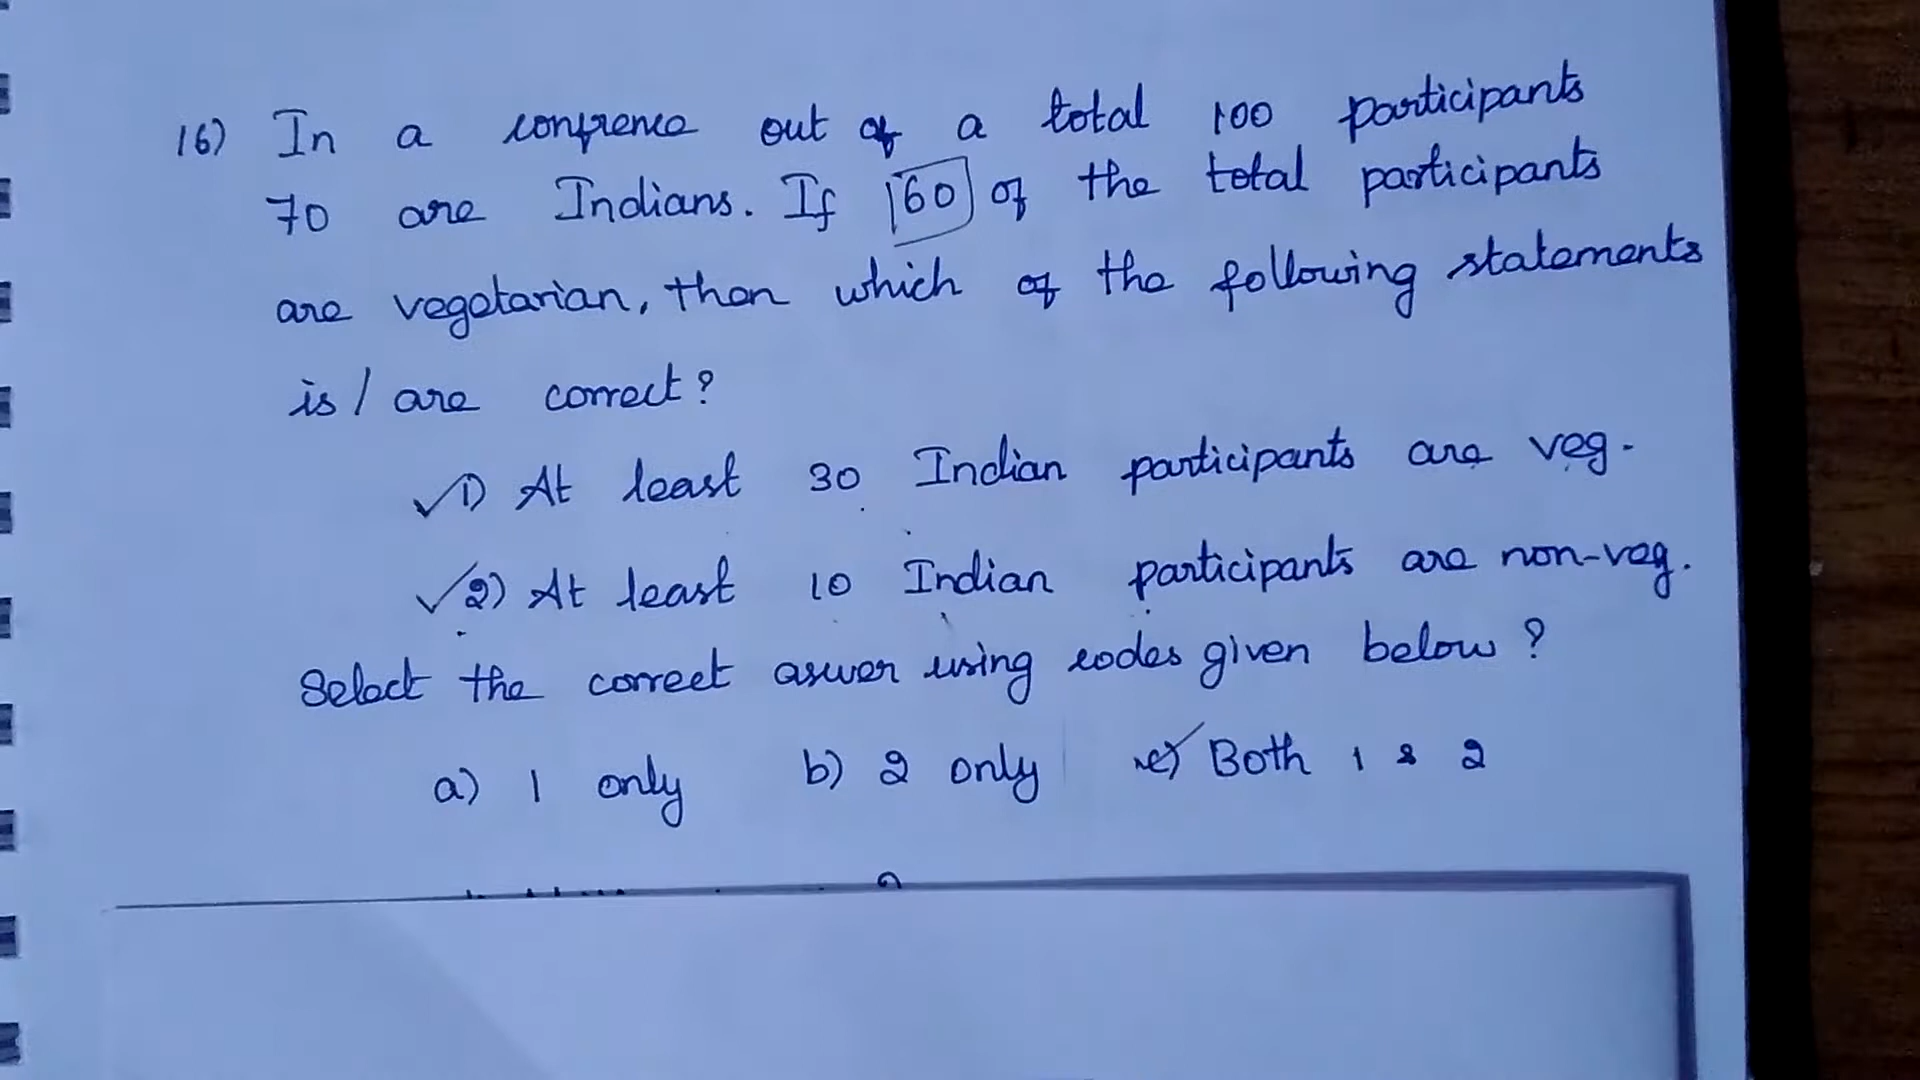 16) In a confrence out of a total 100 participants
70 are Indians. If 60 of the total participants
are vegetarian, then which of the following statements
is / are correct?
✓1) At least 30 Indian participants are veg.
✓2) At least 10 Indian participants are non-veg.
Select the correct aswer using codes given below?
a) 1 only b) 2 only c) Both 1 & 2